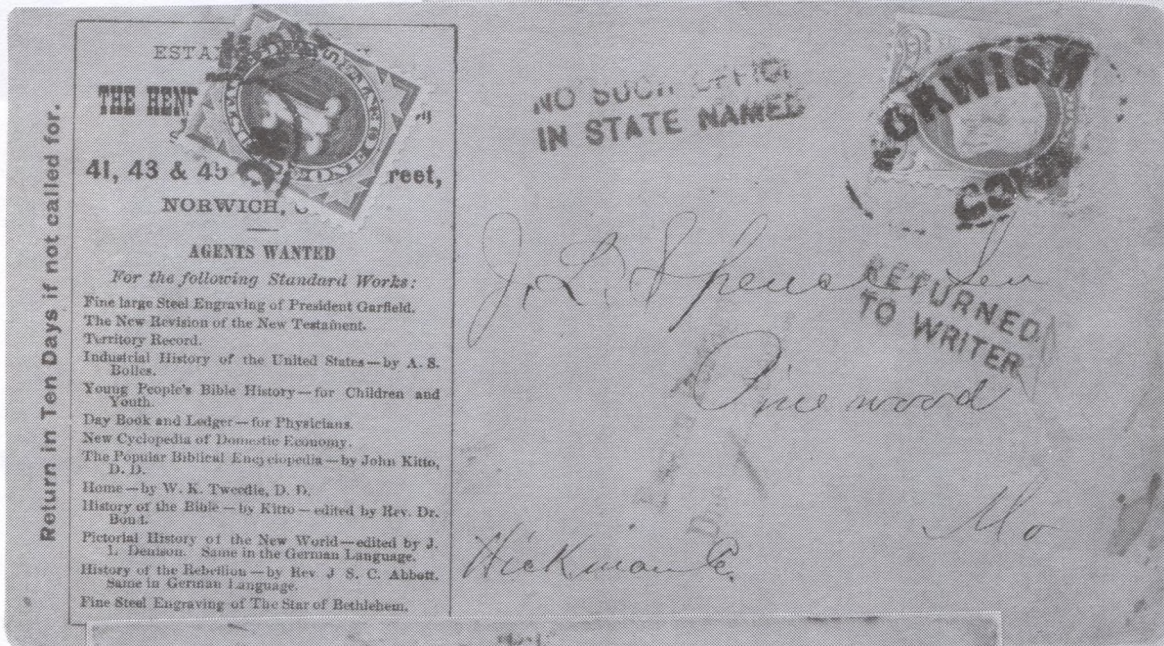 Return in Ten Days if not called for.
ESTA
THE HEN
41, 43 & 45 reet,
NORWICH,
AGENTS WANTED
For the following Standard Works:
Fine large Steel Engraving of President Garfield.
The New Revision of the New Testament.
Territory Record.
Industrial History of the United States — by A. S.
Bolles.
Young People's Bible History — for Children and
Youth.
Day Book and Ledger — for Physicians.
New Cyclopedia of Domestic Economy.
The Popular Biblical Encyclopedia — by John Kitto,
D. D.
Home — by W. K. Tweedie, D. D.
History of the Bible — by Kitto — edited by Rev. Dr.
Bond.
Pictorial History of the New World — edited by J.
I. Denison. Same in the German Language.
History of the Rebellion — by Rev. J S. C. Abbott.
Same in German Language.
Fine Steel Engraving of The Star of Bethlehem.
NO SUCH OFFICE
IN STATE NAMED
NORWICH
CONN
J. L. Spence Sen
RETURNED
TO WRITER
Pinewood
Mo
Hickman Co.